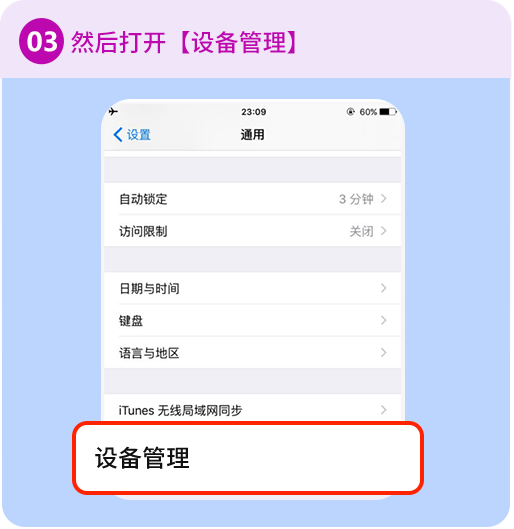 03 然后打开【设备管理】
23:09 60%
设置 通用
自动锁定 3 分钟
访问限制 关闭
日期与时间
键盘
语言与地区
iTunes 无线局域网同步
设备管理